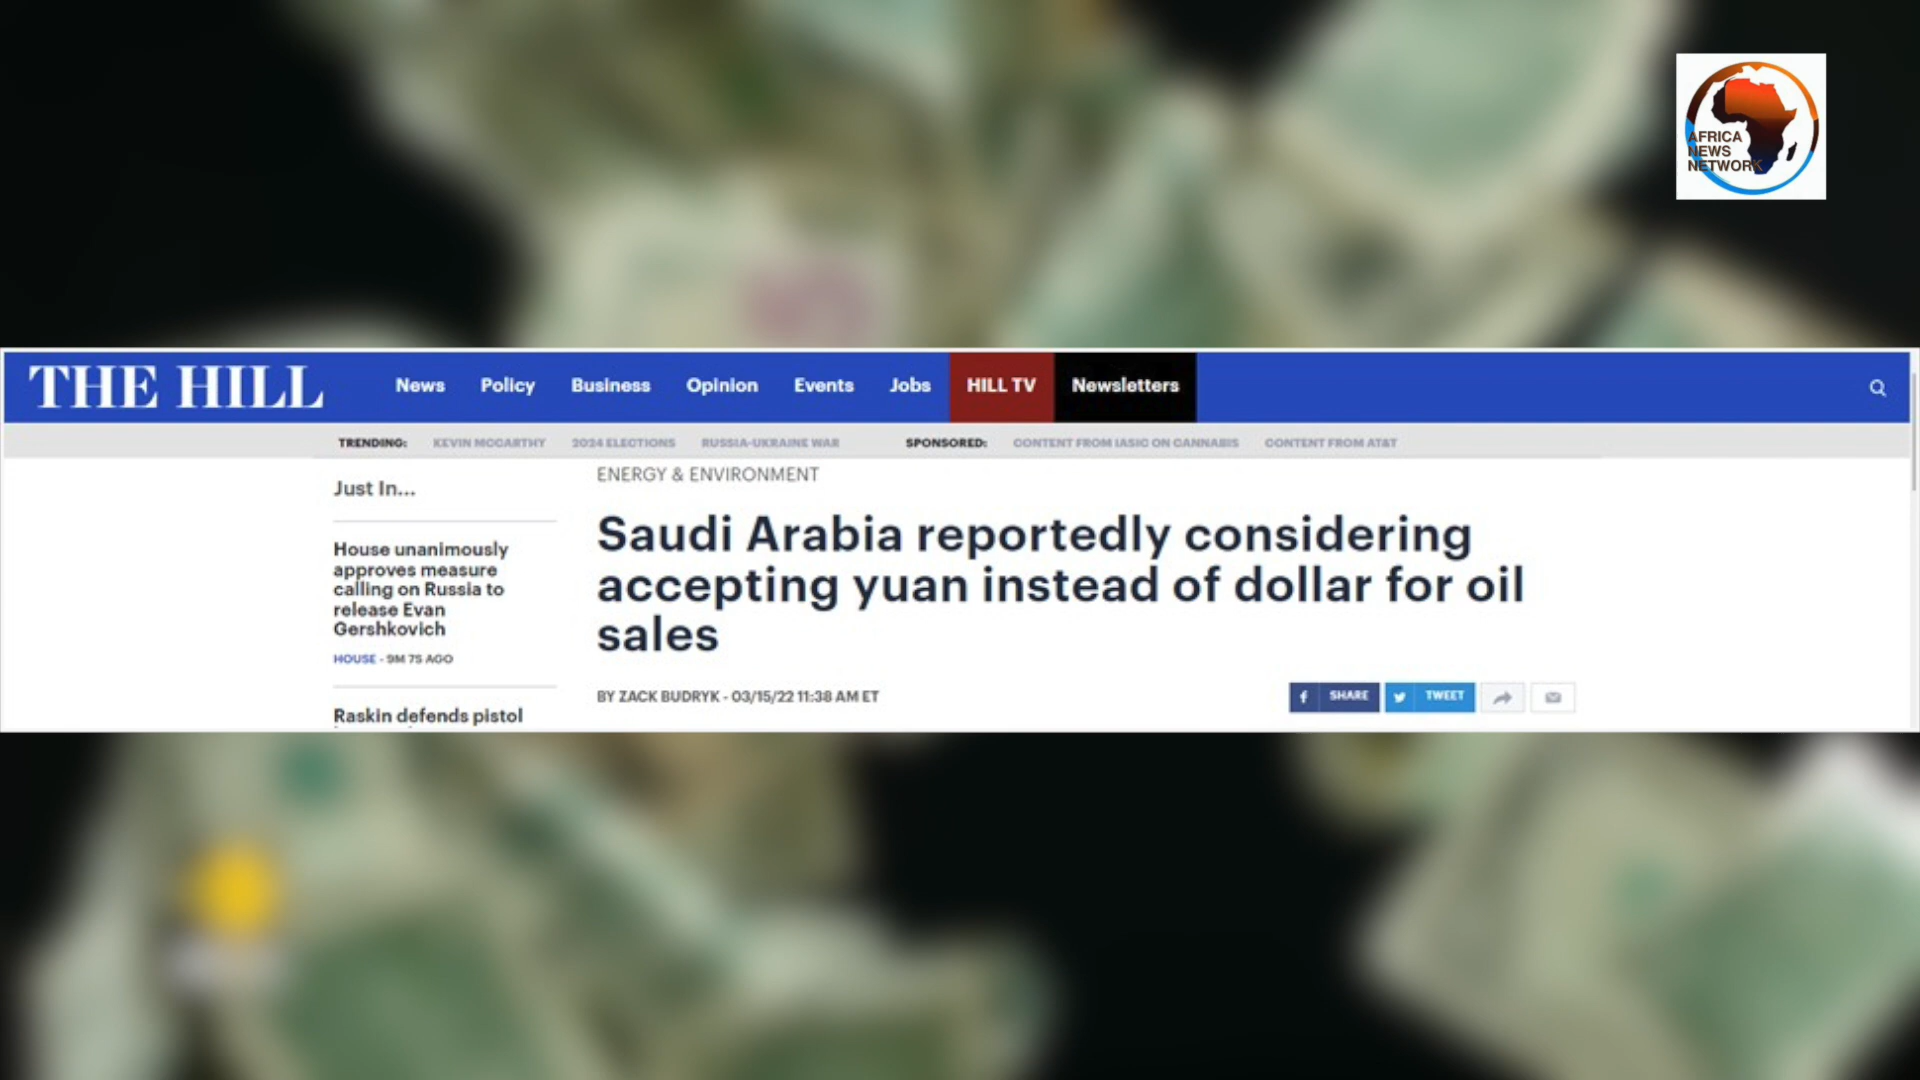 AFRICA
NEWS
NETWORK
THE HILL
News Policy Business Opinion Events Jobs HILL TV Newsletters
TRENDING: KEVIN MCCARTHY 2024 ELECTIONS RUSSIA-UKRAINE WAR SPONSORED: CONTENT FROM IASIC ON CANNABIS CONTENT FROM AT&T
Just In...
House unanimously
approves measure
calling on Russia to
release Evan
Gershkovich
HOUSE - 9M 7S AGO
Raskin defends pistol
ENERGY & ENVIRONMENT
Saudi Arabia reportedly considering
accepting yuan instead of dollar for oil
sales
BY ZACK BUDRYK - 03/15/22 11:38 AM ET
SHARE TWEET